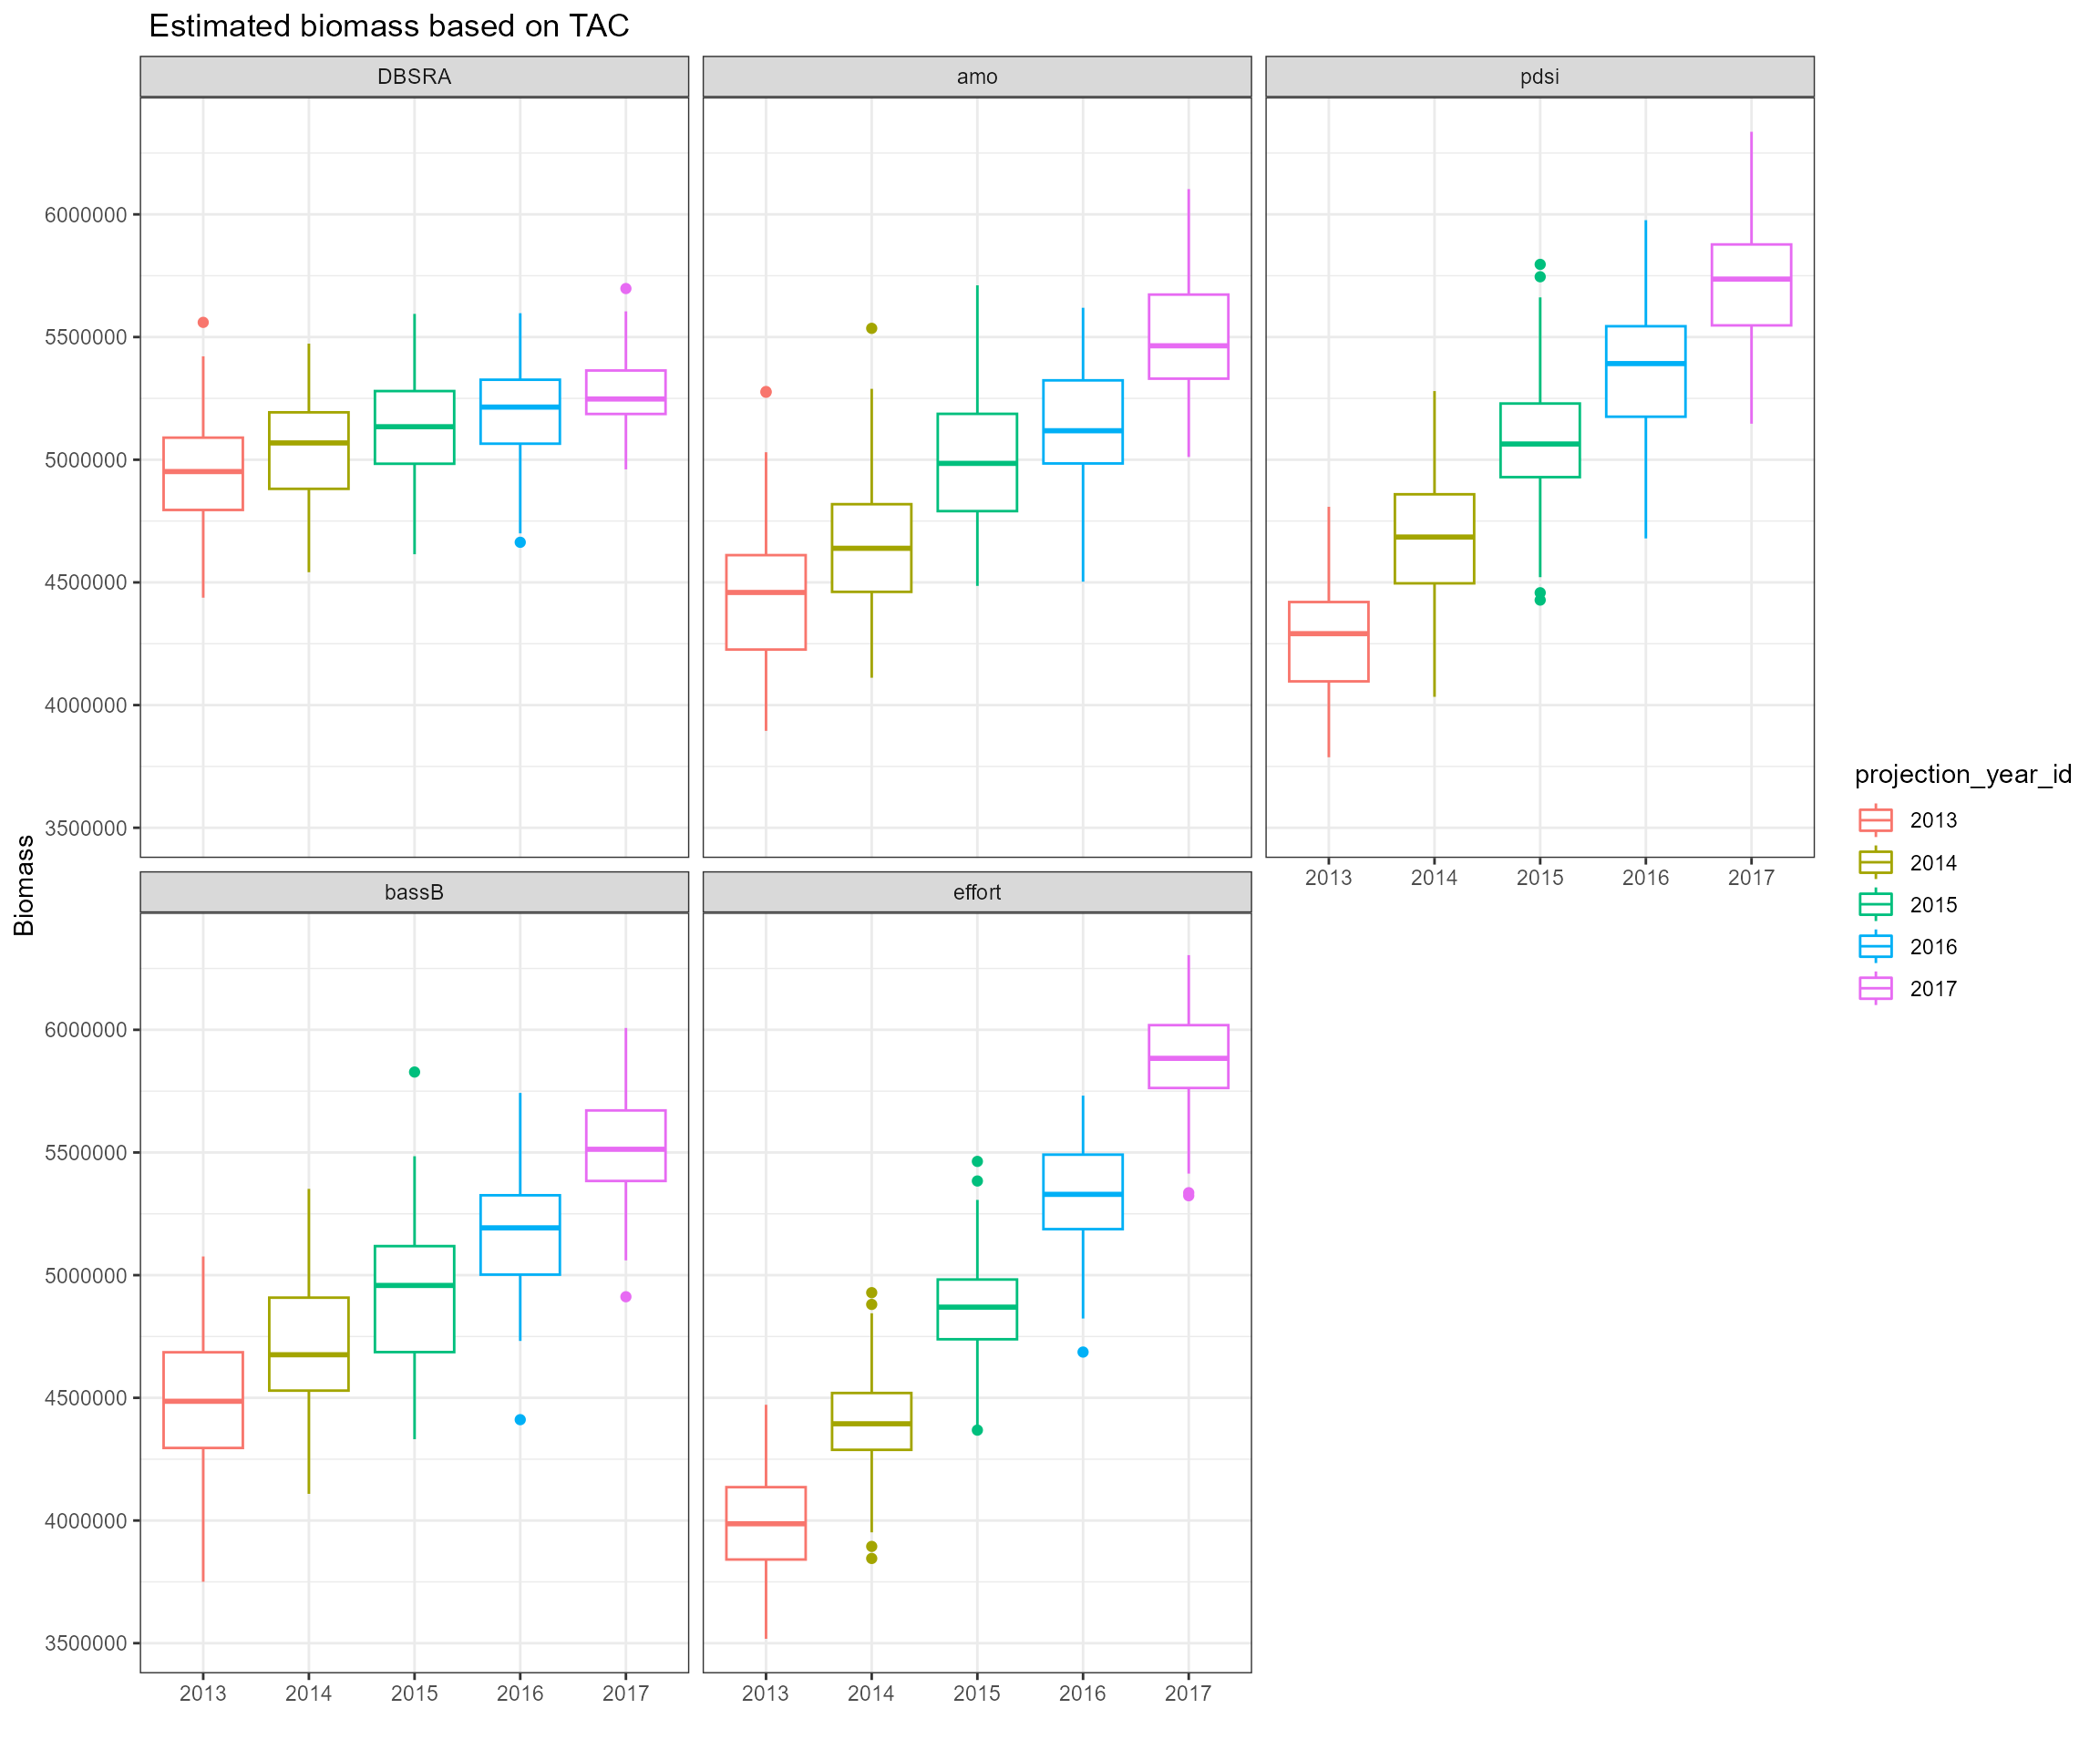 Estimated biomass based on TAC
DBSRA
amo
pdsi
6000000
5500000
5000000
4500000
4000000
3500000
2013 2014 2015 2016 2017
Biomass
bassB
effort
6000000
5500000
5000000
4500000
4000000
3500000
2013 2014 2015 2016 2017
2013 2014 2015 2016 2017
projection_year_id
2013
2014
2015
2016
2017